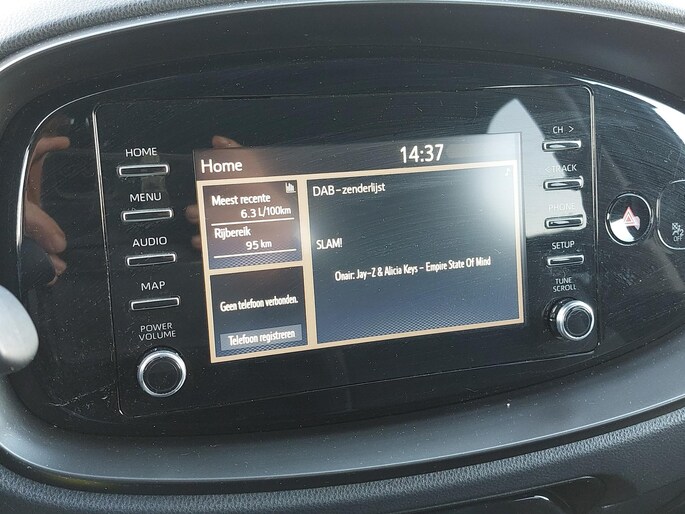 HOME
MENU
AUDIO
MAP
POWER
VOLUME
Home
14:37
Meest recente
6.3 L/100km
Rijbereik
95 km
Geen telefoon verbonden.
Telefoon registreren
DAB-zenderlijst
SLAM!
Onair: Jay-Z & Alicia Keys - Empire State Of Mind
CH >
TRACK
PHONE
SETUP
TUNE
SCROLL
OFF